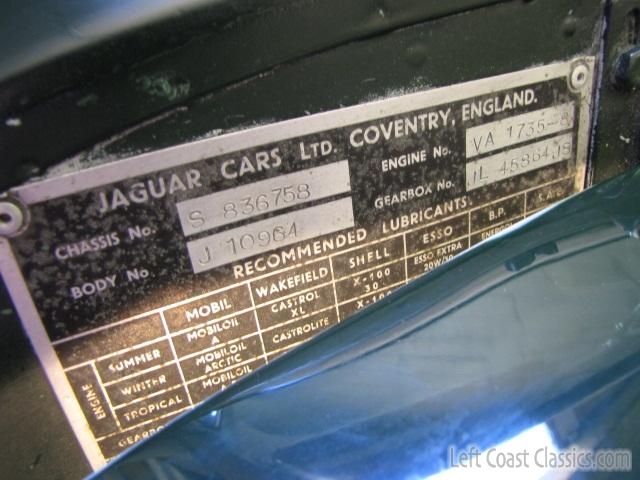 JAGUAR CARS LTD. COVENTRY, ENGLAND.
CHASSIS No. S 836758
ENGINE No. VA 1735-8
BODY No. J 10964
GEARBOX No. JS
RECOMMENDED LUBRICANTS.
MOBIL WAKEFIELD SHELL ESSO B.P. S.A.E.
ENGINE
SUMMER MOBILOIL A CASTROL XL X-100 30 ESSO EXTRA 20W/30
WINTER MOBILOIL ARCTIC CASTROLITE X-100
TROPICAL MOBILOIL
Left Coast Classics.com